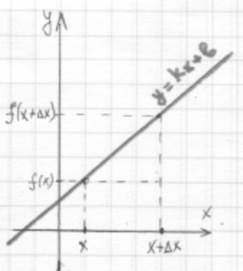 y
y = kx + b
f(x+Δx)
f(x)
x
x
x+Δx